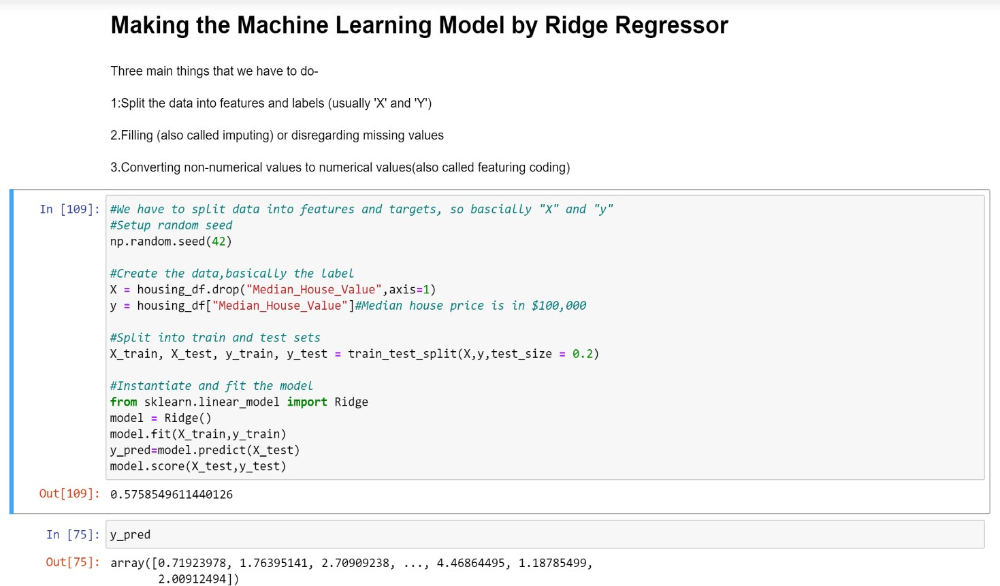 Making the Machine Learning Model by Ridge Regressor
Three main things that we have to do-
1:Split the data into features and labels (usually 'X' and 'Y')
2.Filling (also called imputing) or disregarding missing values
3.Converting non-numerical values to numerical values(also called featuring coding)
In [109]: #We have to split data into features and targets, so bascially "X" and "y"
#Setup random seed
np.random.seed(42)
#Create the data,basically the label
X = housing_df.drop("Median_House_Value",axis=1)
y = housing_df["Median_House_Value"]#Median house price is in $100,000
#Split into train and test sets
X_train, X_test, y_train, y_test = train_test_split(X,y,test_size = 0.2)
#Instantiate and fit the model
from sklearn.linear_model import Ridge
model = Ridge()
model.fit(X_train,y_train)
y_pred=model.predict(X_test)
model.score(X_test,y_test)
Out[109]: 0.5758549611440126
In [75]: y_pred
Out[75]: array([0.71923978, 1.76395141, 2.70909238, ..., 4.46864495, 1.18785499,
2.00912494])